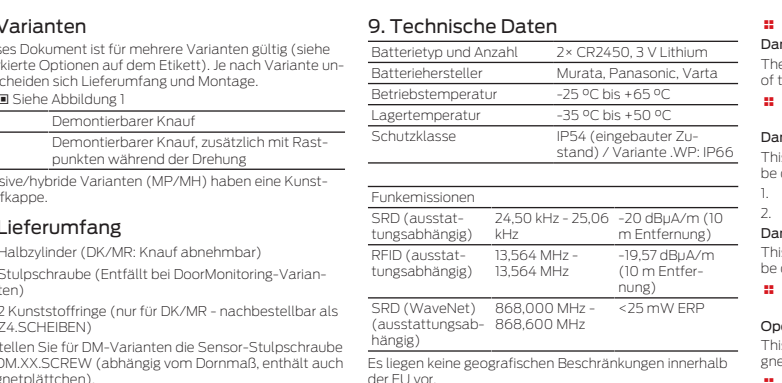 Varianten
ses Dokument ist für mehrere Varianten gültig (siehe
kierte Optionen auf dem Etikett). Je nach Variante un-
cheiden sich Lieferumfang und Montage.
Siehe Abbildung 1
Demontierbarer Knauf
Demontierbarer Knauf, zusätzlich mit Rast-
punkten während der Drehung
sive/hybride Varianten (MP/MH) haben eine Kunst-
ffkappe.
Lieferumfang
Halbzylinder (DK/MR: Knauf abnehmbar)
Stulpschraube (Entfällt bei DoorMonitoring-Varian-
ten)
2 Kunststoffringe (nur für DK/MR - nachbestellbar als
Z4.SCHEIBEN)
tellen Sie für DM-Varianten die Sensor-Stulpschraube
DM.XX.SCREW (abhängig vom Dornmaß, enthält auch
gnetplättchen).
9. Technische Daten
Batterietyp und Anzahl 2× CR2450, 3 V Lithium
Batteriehersteller Murata, Panasonic, Varta
Betriebstemperatur -25 ºC bis +65 ºC
Lagertemperatur -35 ºC bis +50 ºC
Schutzklasse IP54 (eingebauter Zu-
stand) / Variante .WP: IP66
Funkemissionen
SRD (ausstat- 24,50 kHz - 25,06 -20 dBµA/m (10
tungsabhängig) kHz m Entfernung)
RFID (ausstat- 13,564 MHz - -19,57 dBµA/m
tungsabhängig) 13,564 MHz (10 m Entfer-
nung)
SRD (WaveNet) 868,000 MHz - <25 mW ERP
(ausstattungsab- 868,600 MHz
hängig)
Es liegen keine geografischen Beschränkungen innerhalb
der EU vor.
Dar
The
of t
Dar
This
be
1.
2.
Dar
This
be
Ope
This
gne